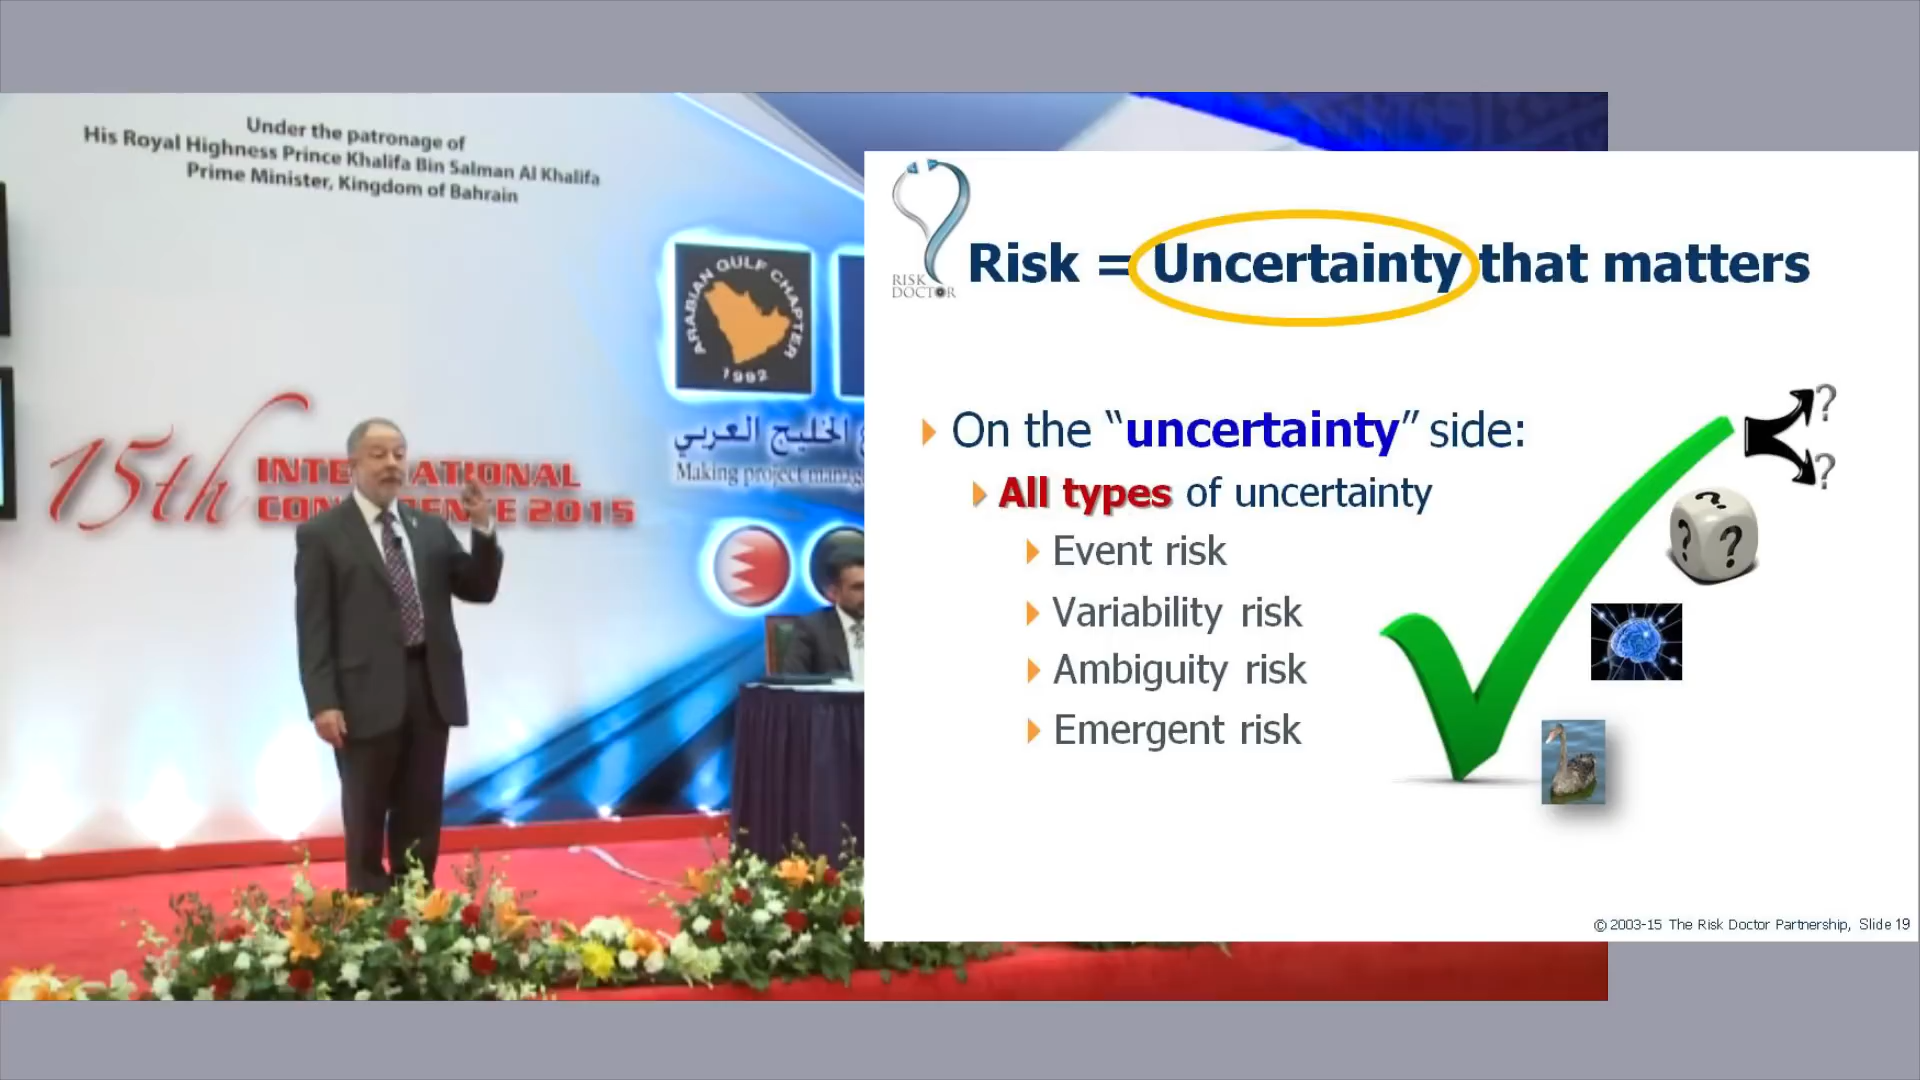 Under the patronage of
His Royal Highness Prince Khalifa Bin Salman Al Khalifa
Prime Minister, Kingdom of Bahrain
ARABIAN GULF CHAPTER
1992
الخليج العربي
Making project
15th
INTERNATIONAL
CONFERENCE 2015
RISK
DOCTOR
Risk = Uncertainty that matters
On the “uncertainty” side:
All types of uncertainty
Event risk
Variability risk
Ambiguity risk
Emergent risk
?
?
? ? ?
© 2003-15 The Risk Doctor Partnership, Slide 19